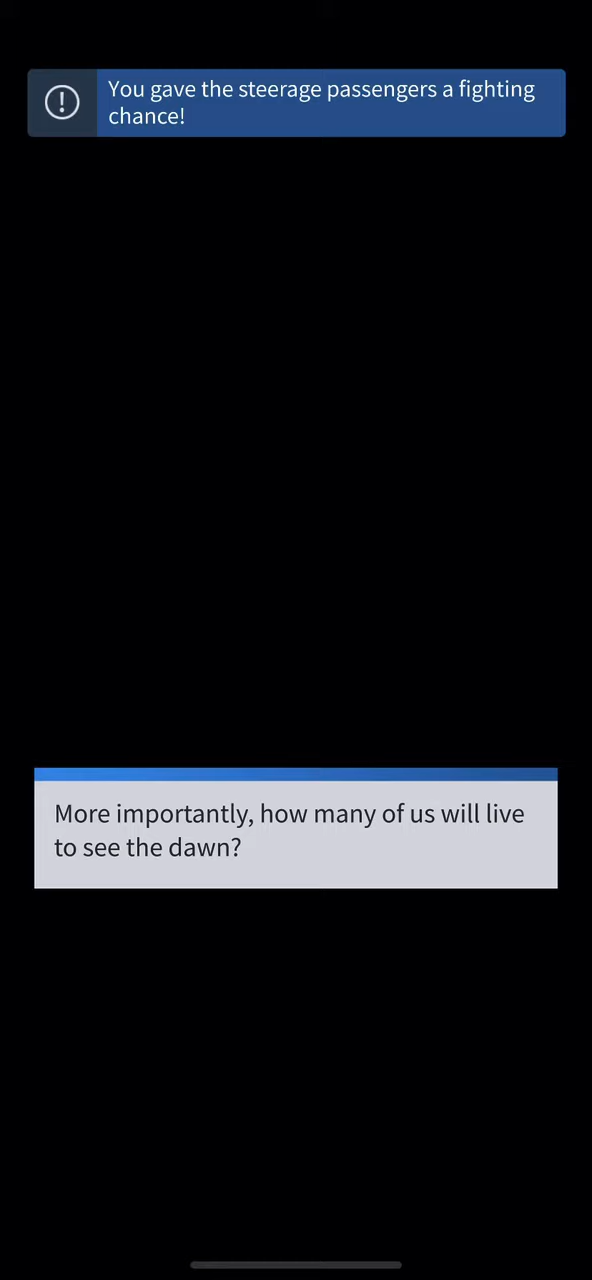 You gave the steerage passengers a fighting
chance!
More importantly, how many of us will live
to see the dawn?